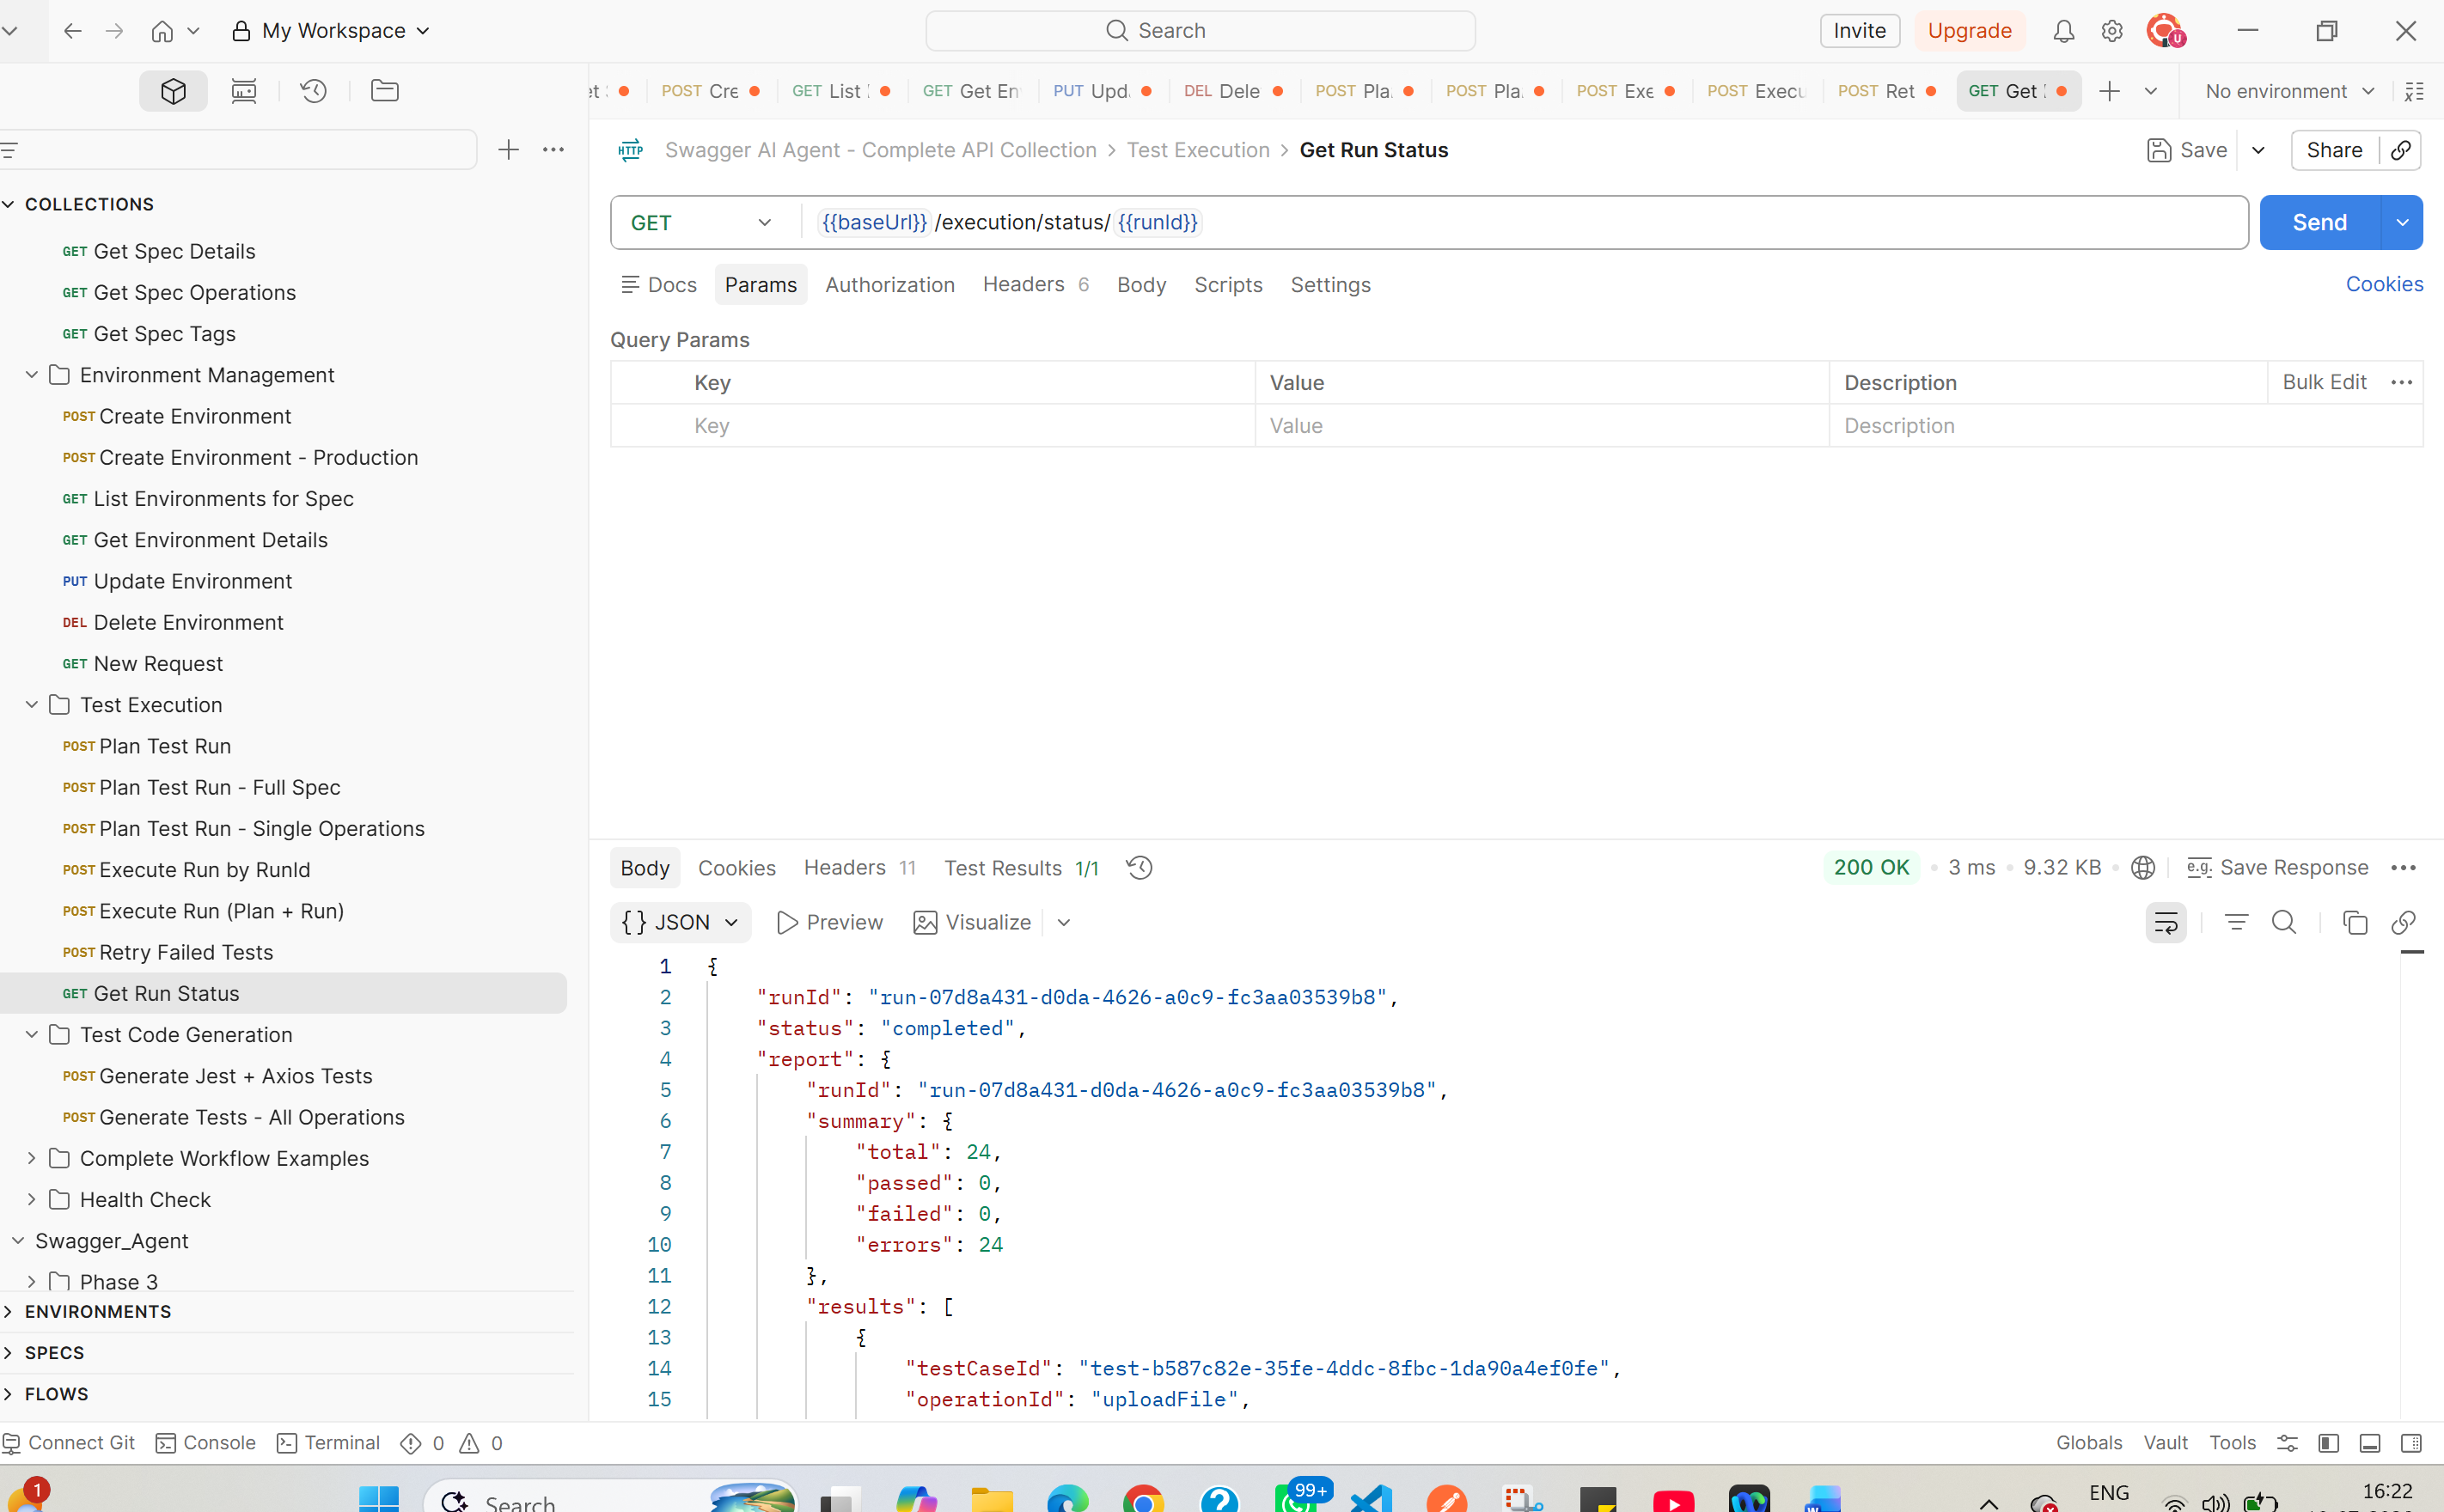 My Workspace
Search
Invite
Upgrade
U
et
POST Cre
GET List
GET Get En
PUT Upd
DEL Dele
POST Pla
POST Pla
POST Exe
POST Execu
POST Ret
GET Get
No environment
HTTP Swagger AI Agent - Complete API Collection > Test Execution > Get Run Status
Save
Share
COLLECTIONS
GET Get Spec Details
GET Get Spec Operations
GET Get Spec Tags
Environment Management
POST Create Environment
POST Create Environment - Production
GET List Environments for Spec
GET Get Environment Details
PUT Update Environment
DEL Delete Environment
GET New Request
Test Execution
POST Plan Test Run
POST Plan Test Run - Full Spec
POST Plan Test Run - Single Operations
POST Execute Run by RunId
POST Execute Run (Plan + Run)
POST Retry Failed Tests
GET Get Run Status
Test Code Generation
POST Generate Jest + Axios Tests
POST Generate Tests - All Operations
Complete Workflow Examples
Health Check
Swagger_Agent
Phase 3
ENVIRONMENTS
SPECS
FLOWS
GET {{baseUrl}}/execution/status/{{runId}}
Send
Docs Params Authorization Headers 6 Body Scripts Settings
Cookies
Query Params
Key Value Description Bulk Edit
Key Value Description
Body Cookies Headers 11 Test Results 1/1
200 OK 3 ms 9.32 KB e.g. Save Response
{} JSON Preview Visualize
1 {
2 "runId": "run-07d8a431-d0da-4626-a0c9-fc3aa03539b8",
3 "status": "completed",
4 "report": {
5 "runId": "run-07d8a431-d0da-4626-a0c9-fc3aa03539b8",
6 "summary": {
7 "total": 24,
8 "passed": 0,
9 "failed": 0,
10 "errors": 24
11 },
12 "results": [
13 {
14 "testCaseId": "test-b587c82e-35fe-4ddc-8fbc-1da90a4ef0fe",
15 "operationId": "uploadFile",
Connect Git Console Terminal 0 0
Globals Vault Tools
1
Search
99+
ENG
16:22